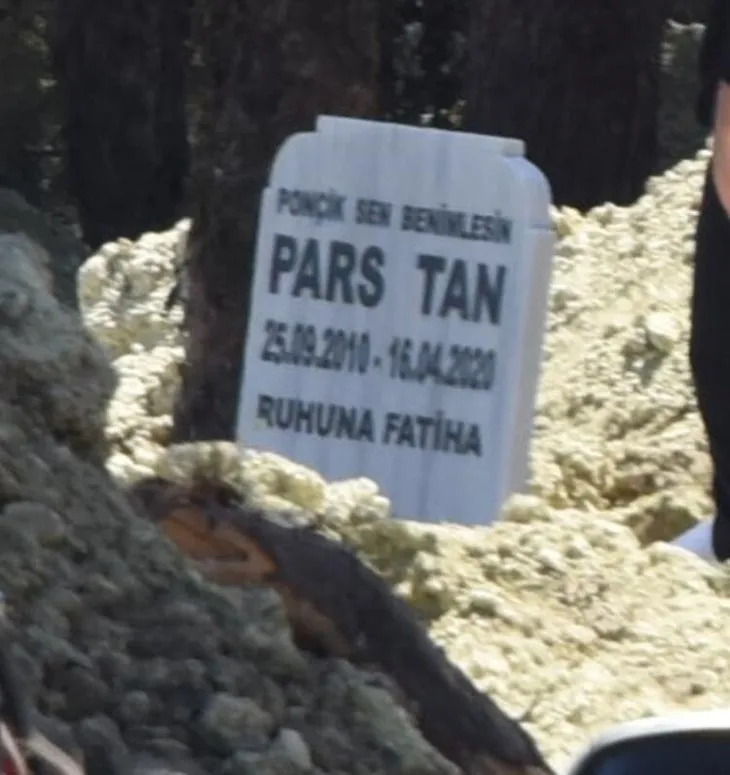 PONÇİK SEN BENİMLESİN
PARS TAN
25.09.2010 - 16.04.2020
RUHUNA FATİHA